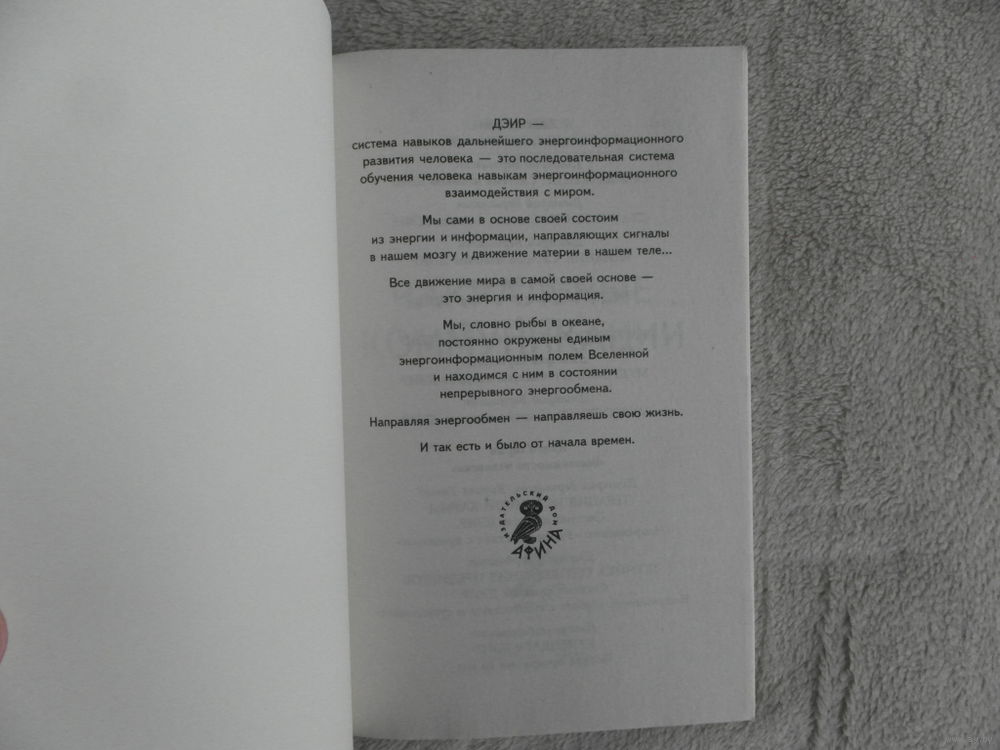 ДЭИР —
система навыков дальнейшего энергоинформационного
развития человека — это последовательная система
обучения человека навыкам энергоинформационного
взаимодействия с миром.
Мы сами в основе своей состоим
из энергии и информации, направляющих сигналы
в нашем мозгу и движение материи в нашем теле...
Все движение мира в самой своей основе —
это энергия и информация.
Мы, словно рыбы в океане,
постоянно окружены единым
энергоинформационным полем Вселенной
и находимся с ним в состоянии
непрерывного энергообмена.
Направляя энергообмен — направляешь свою жизнь.
И так есть и было от начала времен.
ИЗДАТЕЛЬСКИЙ ДОМ
АФИНА